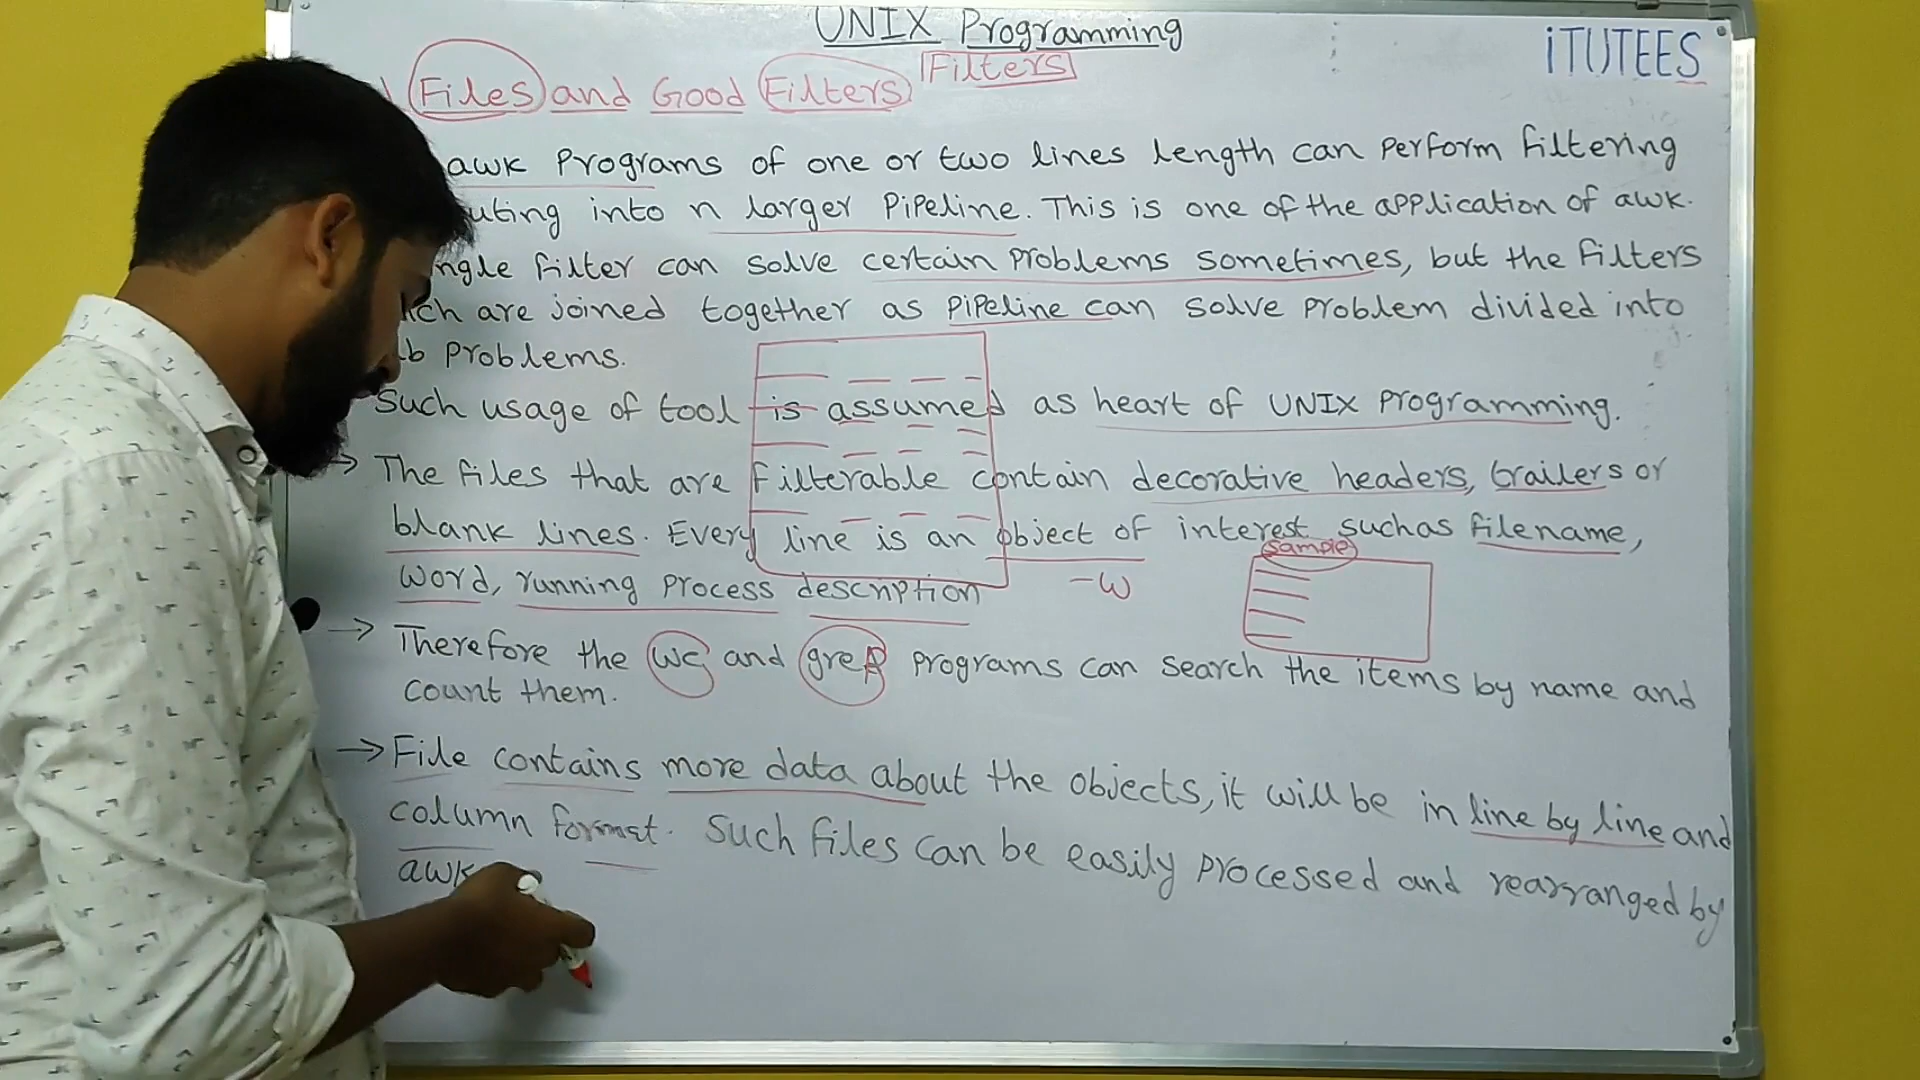 UNIX Programming
iTUTEES
Files and Good Filters
Filters
awk Programs of one or two lines length can perform filtering
into n larger Pipeline. This is one of the application of awk.
filter can solve certain problems sometimes, but the filters
are joined together as pipeline can solve problem divided into
problems.
Such usage of tool is assumed as heart of UNIX programming.
→ The files that are filterable contain decorative headers, trailers or
blank lines. Every line is an object of interest suchas filename,
sample
word, running process description
-w
→ Therefore the wc and grep programs can search the items by name and
count them.
→ File contains more data about the objects, it will be in line by line and
column format. Such files can be easily processed and rearranged by
awk